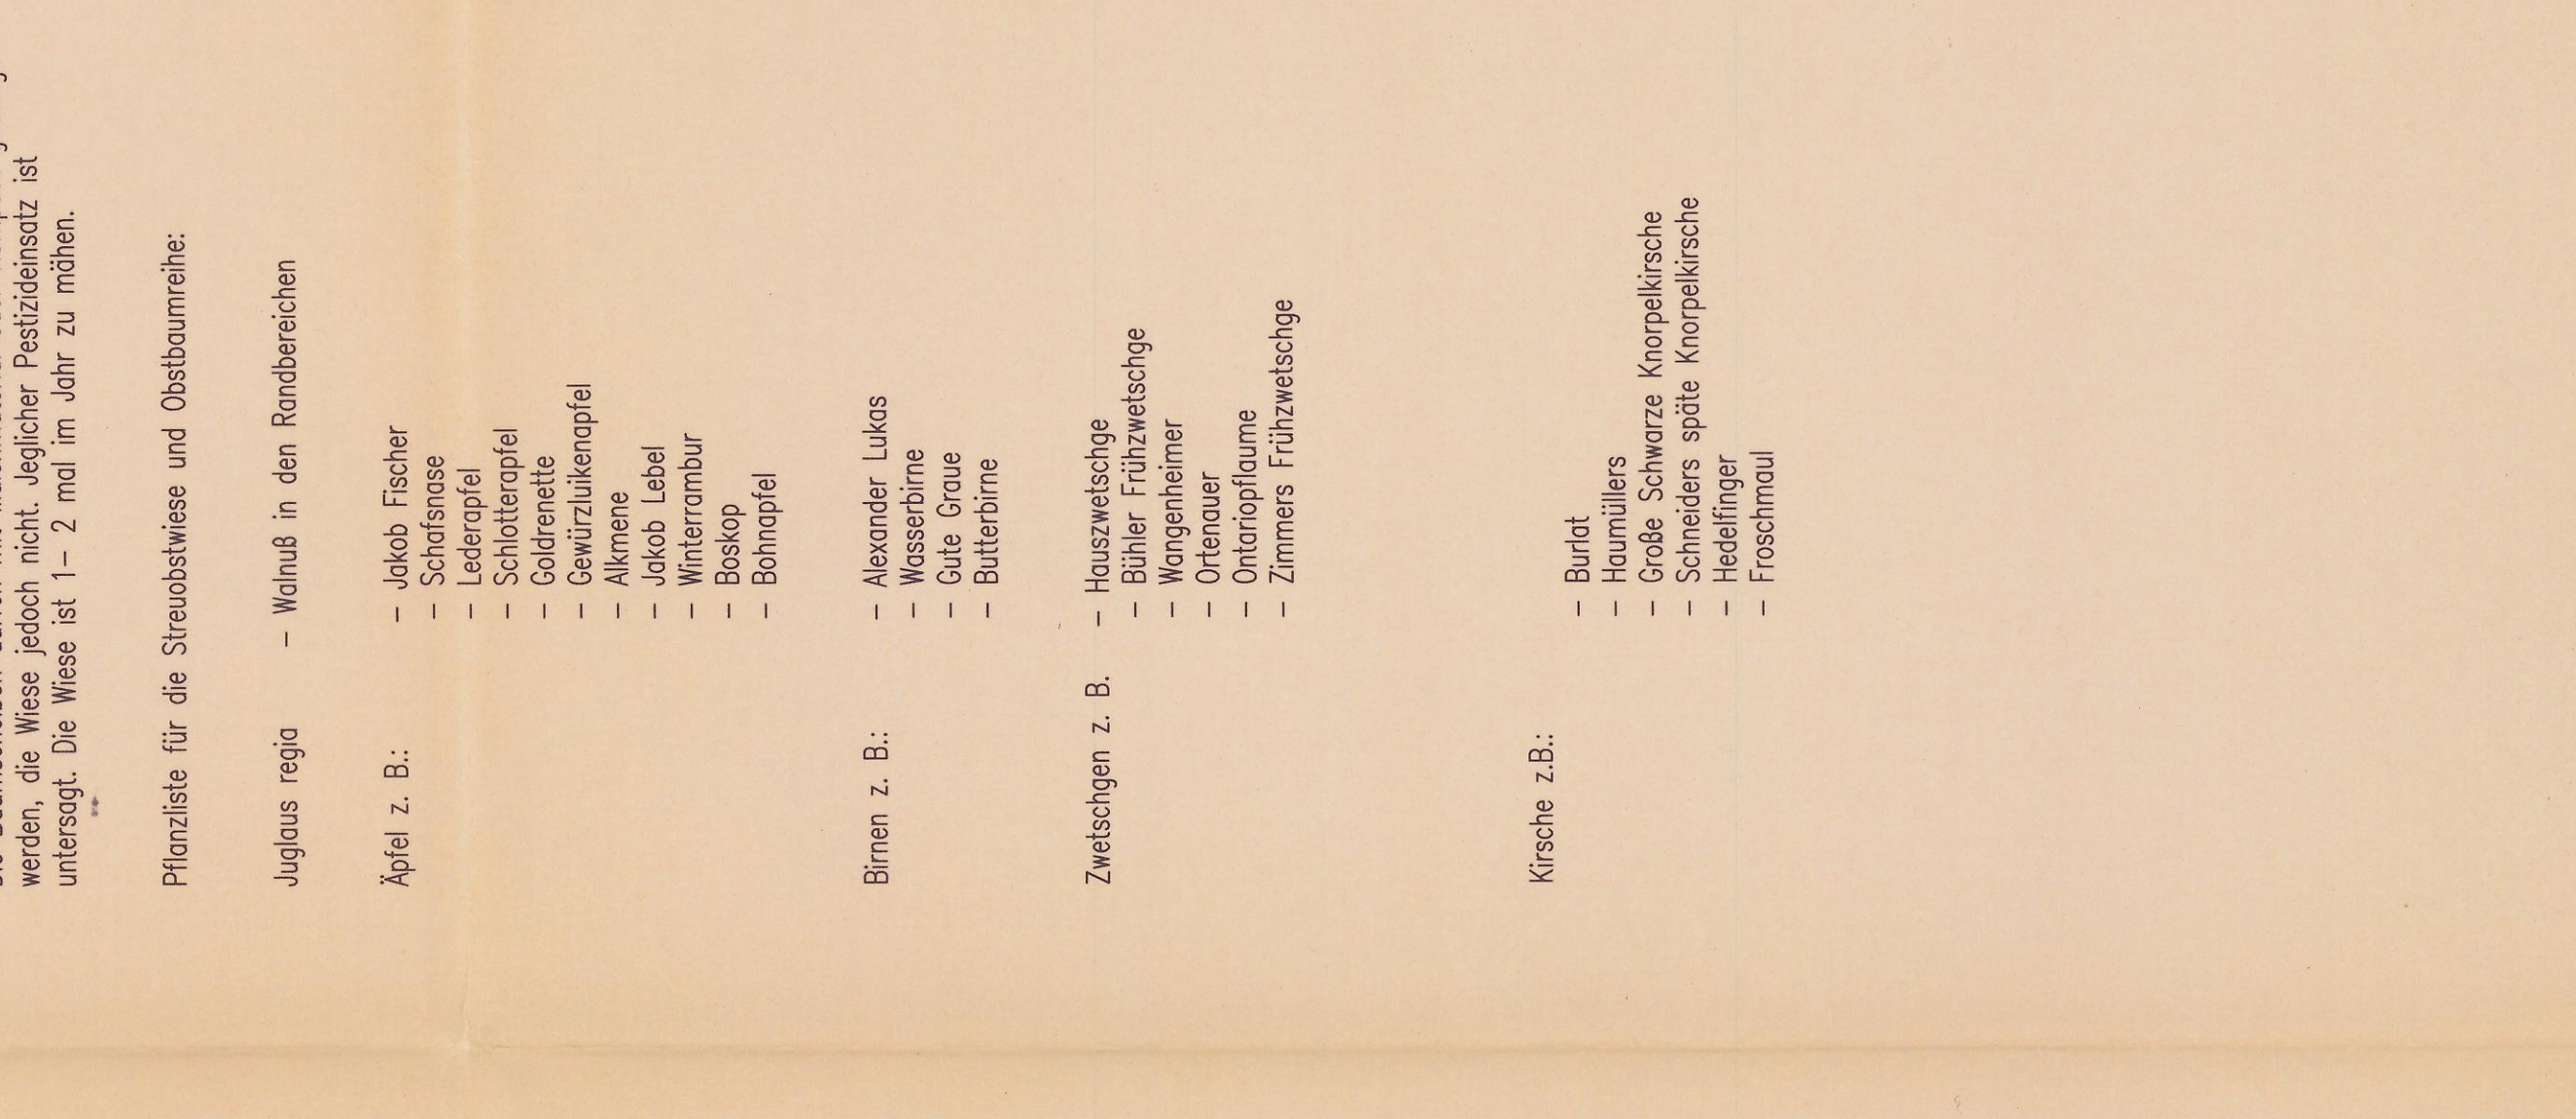 werden, die Wiese jedoch nicht. Jeglicher Pestizideinsatz ist
untersagt. Die Wiese ist 1– 2 mal im Jahr zu mähen.
Pflanzliste für die Streuobstwiese und Obstbaumreihe:
Juglaus regia – Walnuß in den Randbereichen
Äpfel z. B.: – Jakob Fischer
– Schafsnase
– Lederapfel
– Schlotterapfel
– Goldrenette
– Gewürzluikenapfel
– Alkmene
– Jakob Lebel
– Winterrambur
– Boskop
– Bohnapfel
Birnen z. B.: – Alexander Lukas
– Wasserbirne
– Gute Graue
– Butterbirne
Zwetschgen z. B. – Hauszwetschge
– Bühler Frühzwetschge
– Wangenheimer
– Ortenauer
– Ontariopflaume
– Zimmers Frühzwetschge
Kirsche z.B.:
– Burlat
– Haumüllers
– Große Schwarze Knorpelkirsche
– Schneiders späte Knorpelkirsche
– Hedelfinger
– Froschmaul